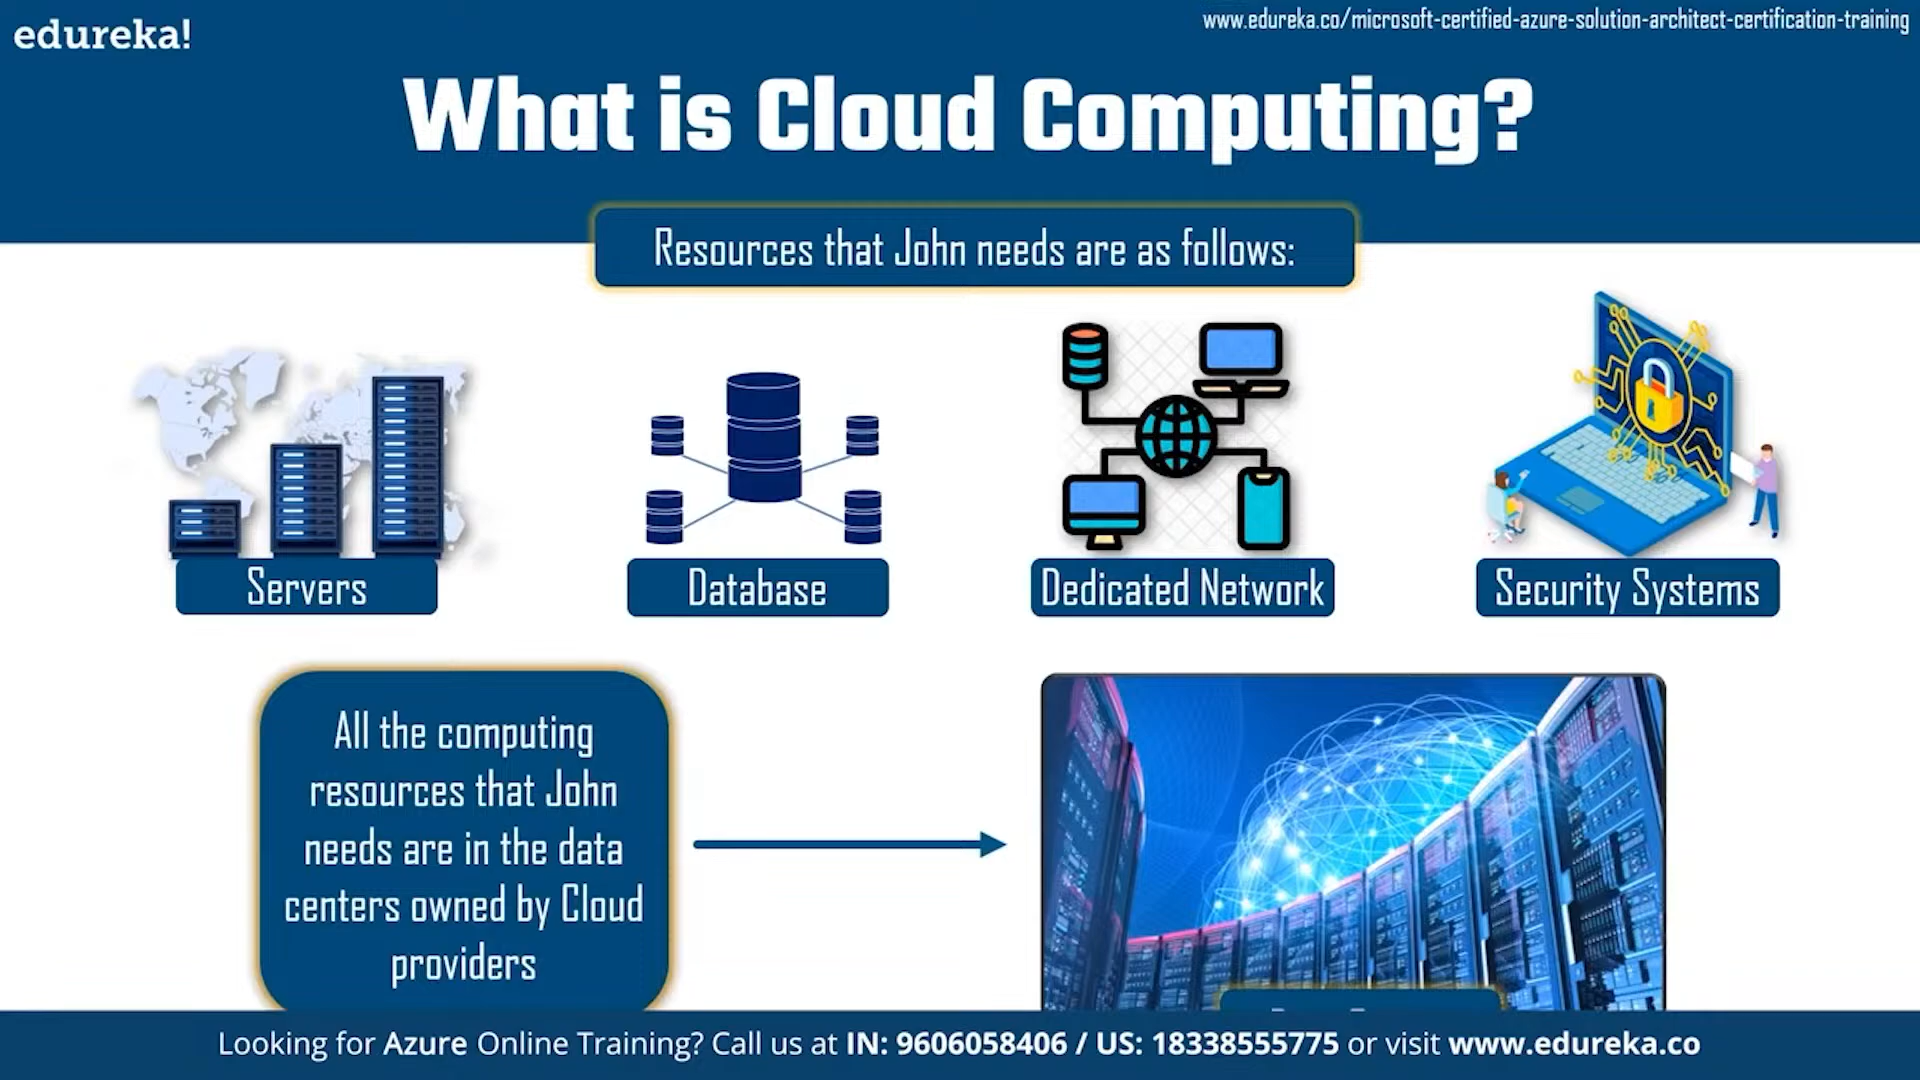 edureka!
www.edureka.co/microsoft-certified-azure-solution-architect-certification-training
What is Cloud Computing?
Resources that John needs are as follows:
Servers
Database
Dedicated Network
Security Systems
All the computing
resources that John
needs are in the data
centers owned by Cloud
providers
Looking for Azure Online Training? Call us at IN: 9606058406 / US: 18338555775 or visit www.edureka.co